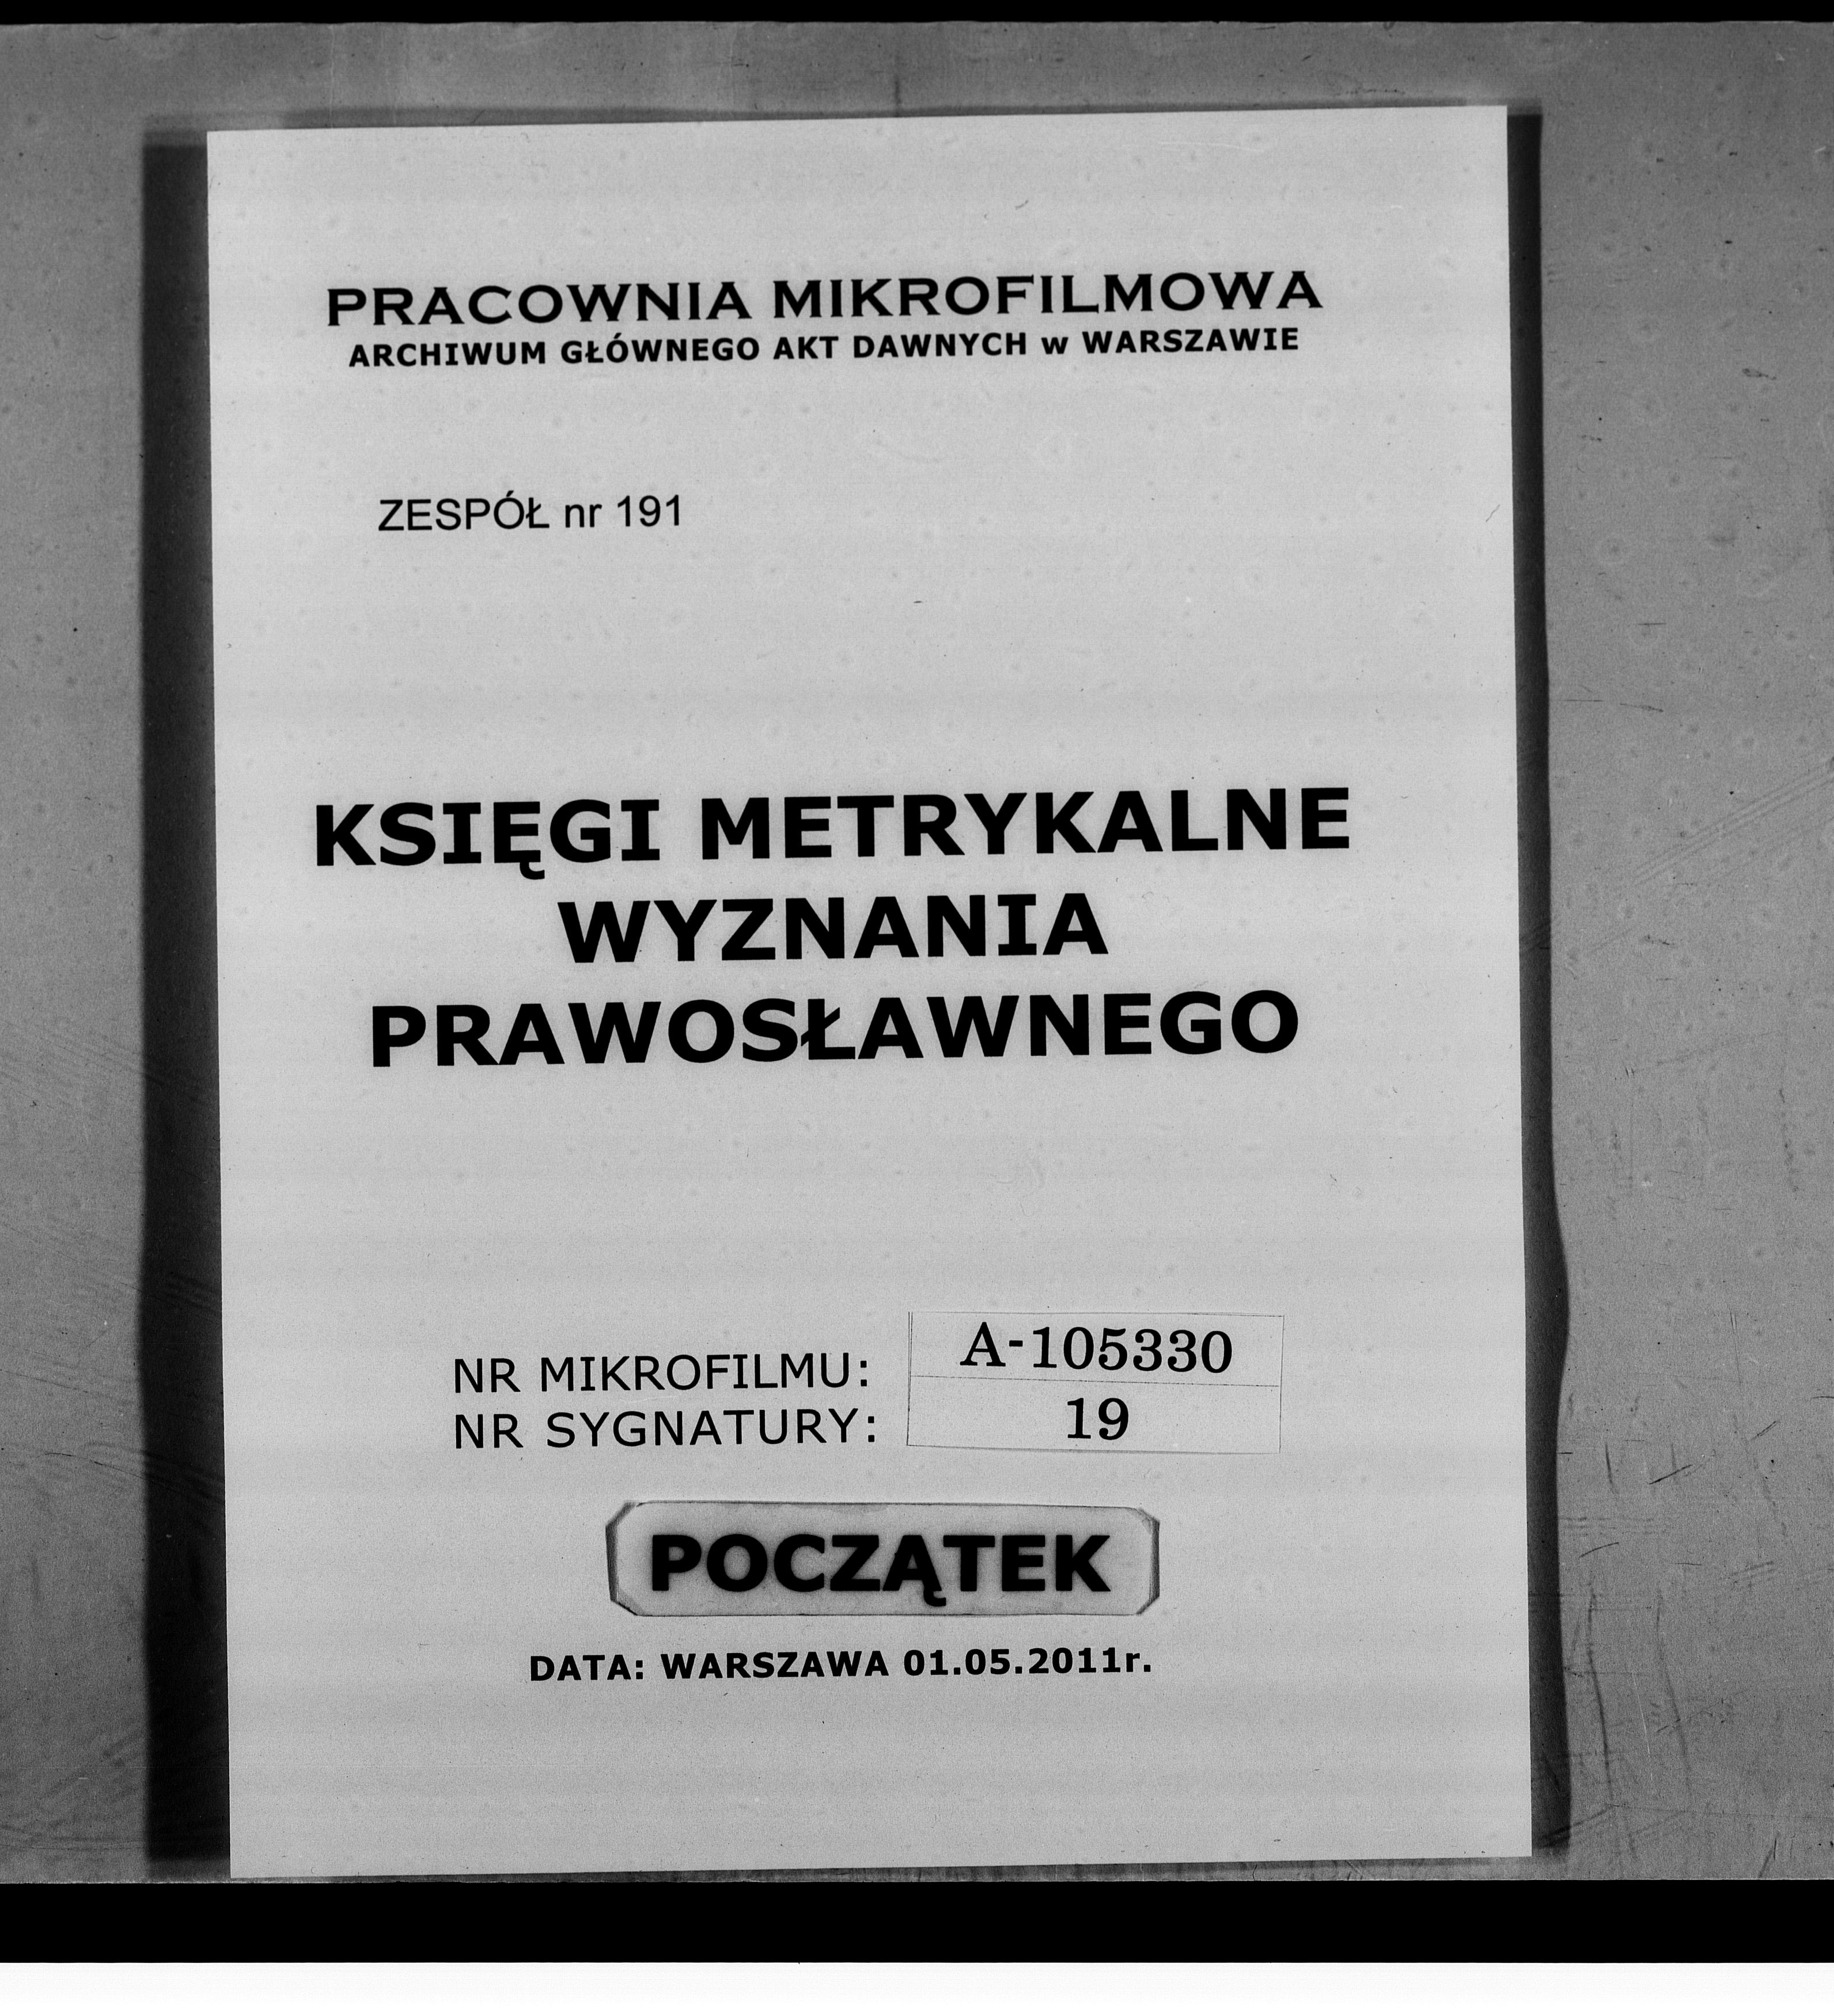 PRACOWNIA MIKROFILMOWA
ARCHIWUM GŁÓWNEGO AKT DAWNYCH w WARSZAWIE
ZESPÓŁ nr 191
KSIĘGI METRYKALNE
WYZNANIA
PRAWOSŁAWNEGO
NR MIKROFILMU: A-105330
NR SYGNATURY: 19
POCZĄTEK
DATA: WARSZAWA 01.05.2011r.